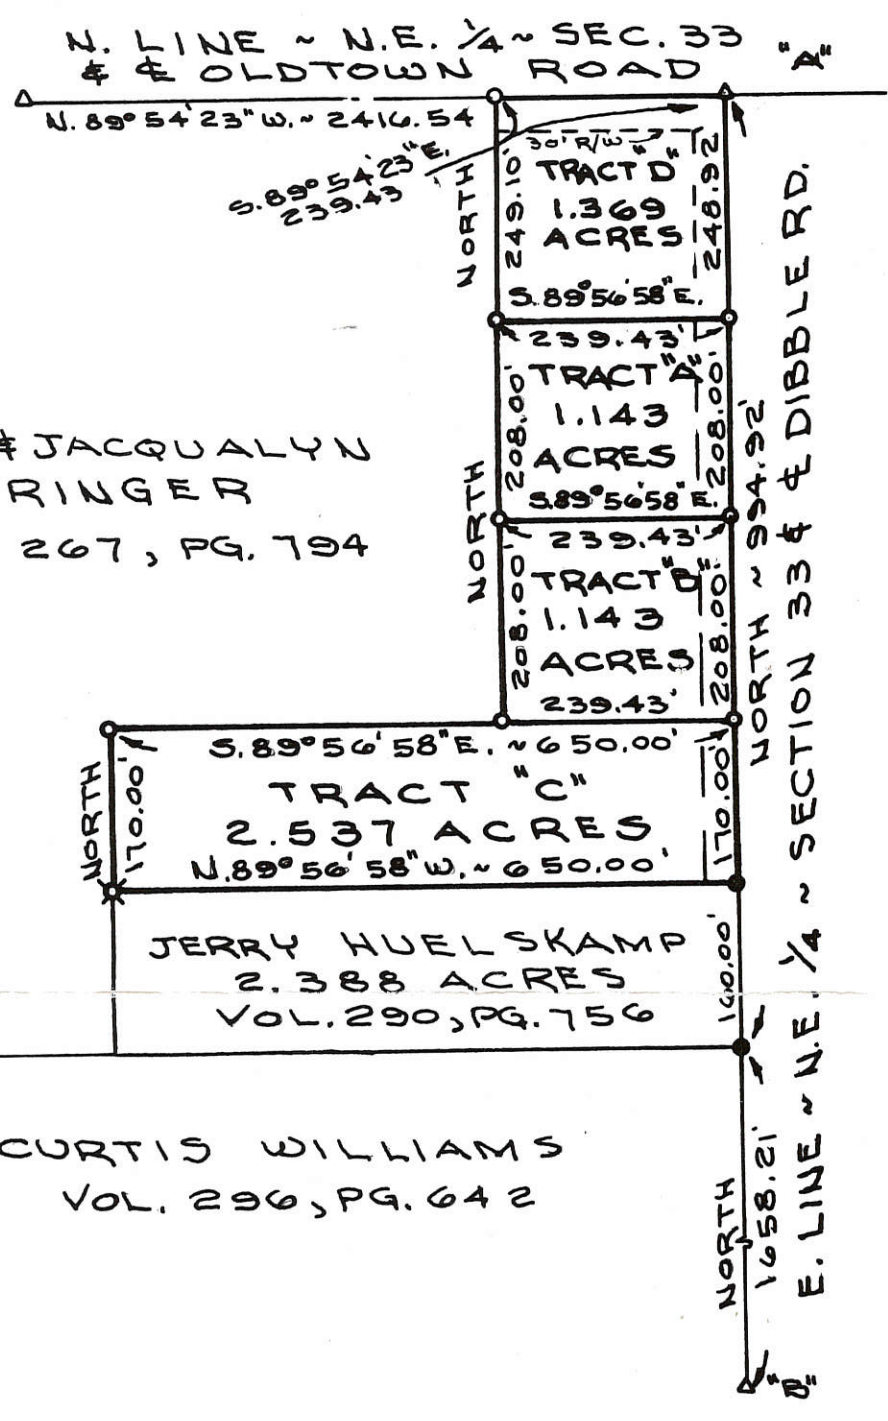 N. LINE ~ N.E. ¼ ~ SEC. 33
& ℄ OLDTOWN ROAD
"A"
N. 89° 54' 23" W. ~ 2416.54
S. 89° 54' 23" E.
239.43
30' R/W
TRACT "D"
1.369
ACRES
NORTH
249.10'
248.92
S. 89° 56' 58" E.
239.43'
TRACT "A"
1.143
ACRES
NORTH
208.00'
208.00'
S. 89° 56' 58" E.
239.43'
TRACT "B"
1.143
ACRES
208.00'
208.00'
239.43'
& JACQUALYN
RINGER
267, PG. 794
S. 89° 56' 58" E. ~ 650.00'
TRACT "C"
2.537 ACRES
N. 89° 56' 58" W. ~ 650.00'
NORTH
170.00'
170.00'
JERRY HUELSKAMP
2.388 ACRES
VOL. 290, PG. 756
160.00'
CURTIS WILLIAMS
VOL. 296, PG. 642
NORTH ~ 994.92'
E. LINE ~ N.E. ¼ ~ SECTION 33 & ℄ DIBBLE RD.
NORTH
1658.21'
"B"